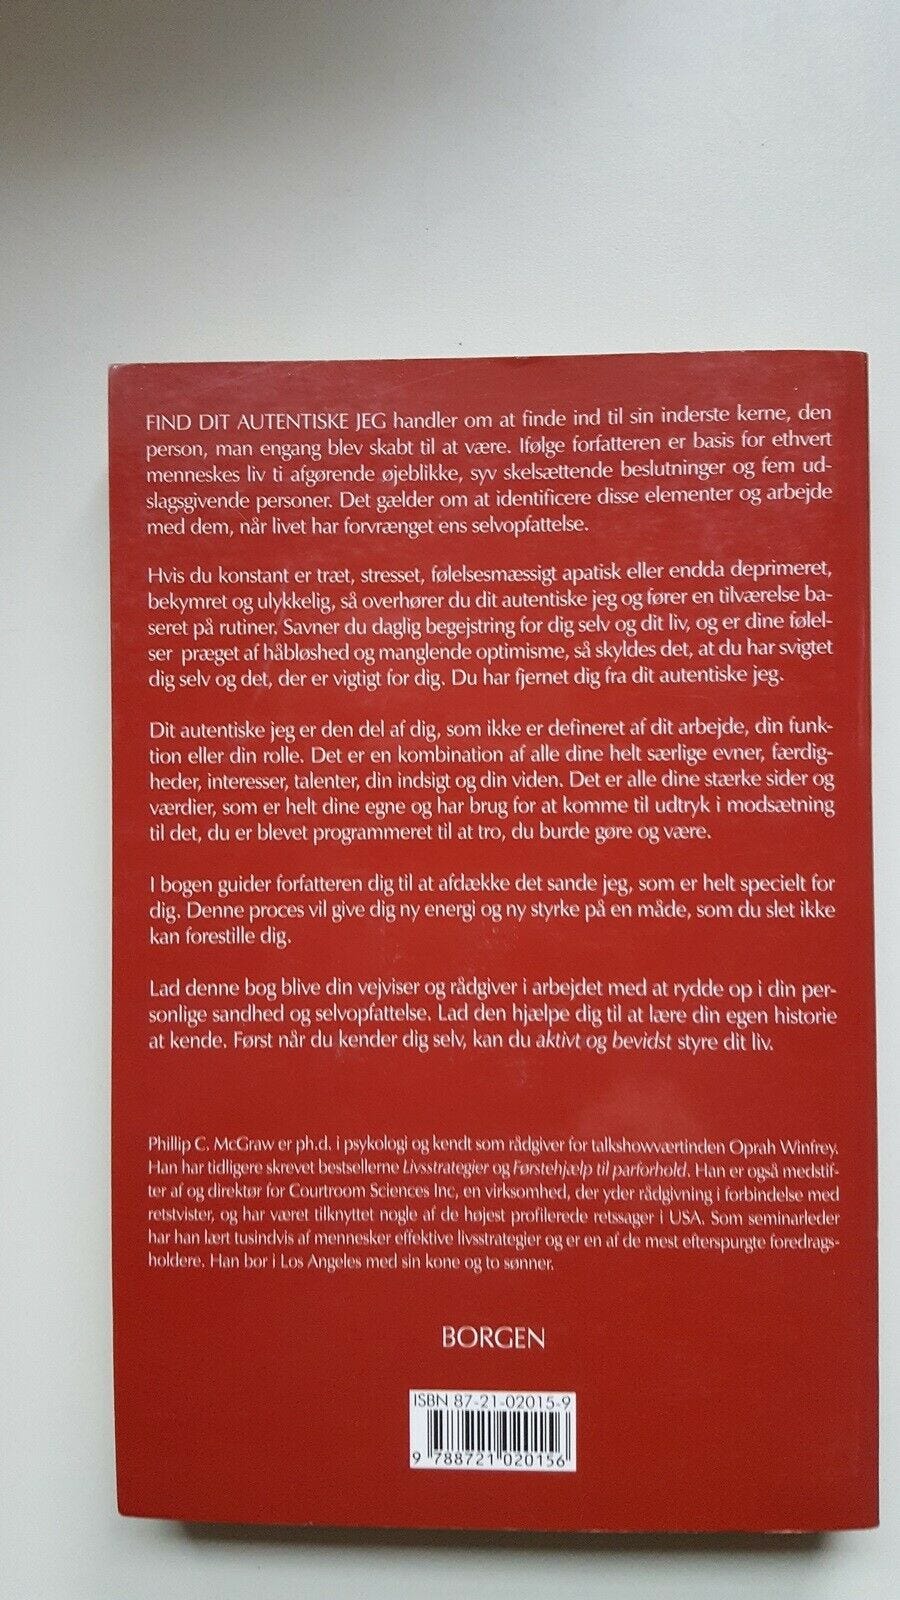 FIND DIT AUTENTISKE JEG handler om at finde ind til sin inderste kerne, den
person, man engang blev skabt til at være. Ifølge forfatteren er basis for ethvert
menneskes liv ti afgørende øjeblikke, syv skelsættende beslutninger og fem ud-
slagsgivende personer. Det gælder om at identificere disse elementer og arbejde
med dem, når livet har forvrænget ens selvopfattelse.
Hvis du konstant er træt, stresset, følelsesmæssigt apatisk eller endda deprimeret,
bekymret og ulykkelig, så overhører du dit autentiske jeg og fører en tilværelse ba-
seret på rutiner. Savner du daglig begejstring for dig selv og dit liv, og er dine følel-
ser præget af håbløshed og manglende optimisme, så skyldes det, at du har svigtet
dig selv og det, der er vigtigt for dig. Du har fjernet dig fra dit autentiske jeg.
Dit autentiske jeg er den del af dig, som ikke er defineret af dit arbejde, din funk-
tion eller din rolle. Det er en kombination af alle dine helt særlige evner, færdig-
heder, interesser, talenter, din indsigt og din viden. Det er alle dine stærke sider og
værdier, som er helt dine egne og har brug for at komme til udtryk i modsætning
til det, du er blevet programmeret til at tro, du burde gøre og være.
I bogen guider forfatteren dig til at afdække det sande jeg, som er helt specielt for
dig. Denne proces vil give dig ny energi og ny styrke på en måde, som du slet ikke
kan forestille dig.
Lad denne bog blive din vejviser og rådgiver i arbejdet med at rydde op i din per-
sonlige sandhed og selvopfattelse. Lad den hjælpe dig til at lære din egen historie
at kende. Først når du kender dig selv, kan du aktivt og bevidst styre dit liv.
Phillip C. McGraw er ph.d. i psykologi og kendt som rådgiver for talkshowværtinden Oprah Winfrey.
Han har tidligere skrevet bestsellerne Livsstrategier og Førstehjælp til parforhold. Han er også medstif-
ter af og direktør for Courtroom Sciences Inc, en virksomhed, der yder rådgivning i forbindelse med
retstvister, og har været tilknyttet nogle af de højest profilerede retssager i USA. Som seminarleder
har han lært tusindvis af mennesker effektive livsstrategier og er en af de mest efterspurgte foredrags-
holdere. Han bor i Los Angeles med sin kone og to sønner.
BORGEN
ISBN 87-21-02015-9
9 788721 020156